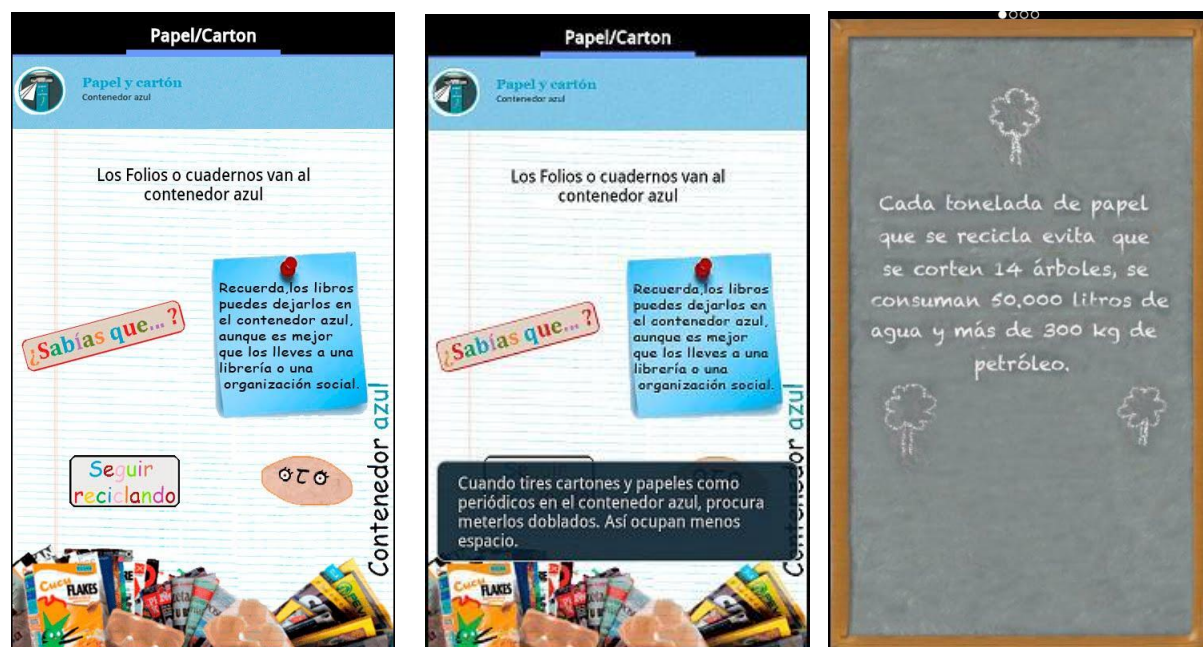 Papel/Carton
Papel y cartón
Contenedor azul
Los Folios o cuadernos van al
contenedor azul
¿Sabías que...?
Recuerda,los libros
puedes dejarlos en
el contenedor azul,
aunque es mejor
que los lleves a una
librería o una
organización social.
Seguir
reciclando
Contenedor azul
Cucu
FLAKES
Papel/Carton
Papel y cartón
Contenedor azul
Los Folios o cuadernos van al
contenedor azul
¿Sabías que...?
Recuerda,los libros
puedes dejarlos en
el contenedor azul,
aunque es mejor
que los lleves a una
librería o una
organización social.
Cuando tires cartones y papeles como
periódicos en el contenedor azul, procura
meterlos doblados. Así ocupan menos
espacio.
Contenedor azul
Cucu
FLAKES
Cada tonelada de papel
que se recicla evita que
se corten 14 árboles, se
consuman 50.000 litros de
agua y más de 300 kg de
petróleo.